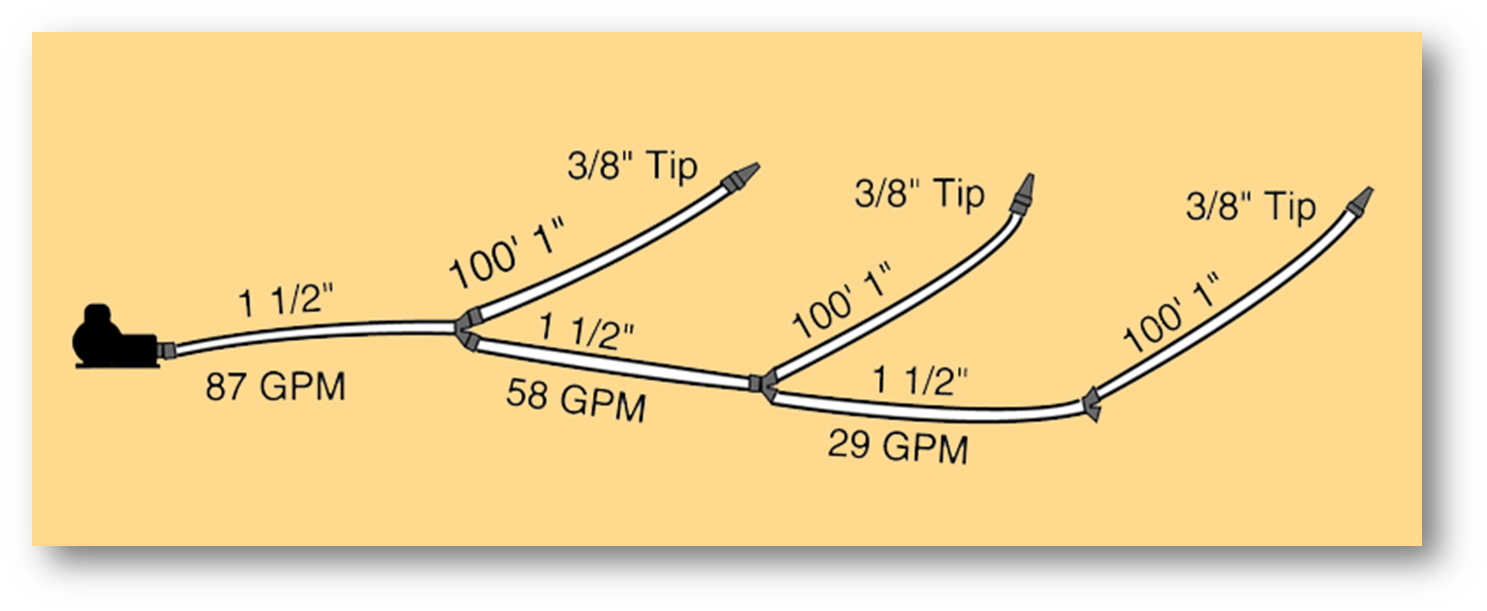 3/8" Tip
3/8" Tip
3/8" Tip
100' 1"
100' 1"
100' 1"
1 1/2"
1 1/2"
1 1/2"
87 GPM
58 GPM
29 GPM